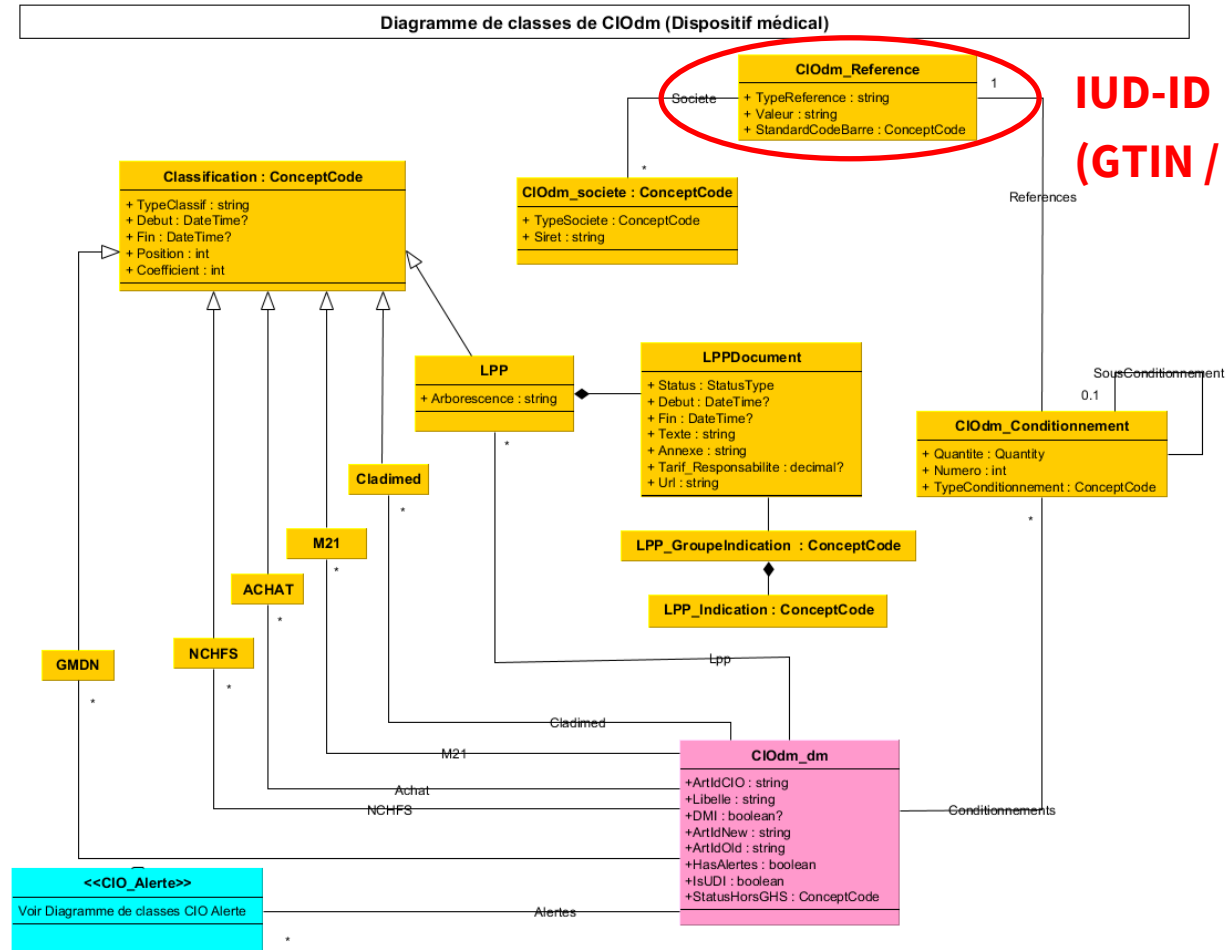 Diagramme de classes de CIOdm (Dispositif médical)
CIOdm_Reference
+ TypeReference : string
+ Valeur : string
+ StandardCodeBarre : ConceptCode
Societe
1
IUD-ID
(GTIN /
References
*
CIOdm_societe : ConceptCode
+ TypeSociete : ConceptCode
+ Siret : string
Classification : ConceptCode
+ TypeClassif : string
+ Debut : DateTime?
+ Fin : DateTime?
+ Position : int
+ Coefficient : int
LPP
+ Arborescence : string
*
LPPDocument
+ Status : StatusType
+ Debut : DateTime?
+ Fin : DateTime?
+ Texte : string
+ Annexe : string
+ Tarif_Responsabilite : decimal?
+ Url : string
SousConditionnement
0.1
CIOdm_Conditionnement
+ Quantite : Quantity
+ Numero : int
+ TypeConditionnement : ConceptCode
*
Cladimed
*
M21
*
ACHAT
*
NCHFS
*
GMDN
*
LPP_GroupeIndication : ConceptCode
LPP_Indication : ConceptCode
Lpp
Cladimed
M21
Achat
NCHFS
Conditionnements
CIOdm_dm
+ArtIdCIO : string
+Libelle : string
+DMI : boolean?
+ArtIdNew : string
+ArtIdOld : string
+HasAlertes : boolean
+IsUDI : boolean
+StatusHorsGHS : ConceptCode
<<CIO_Alerte>>
Voir Diagramme de classes CIO Alerte
Alertes
*